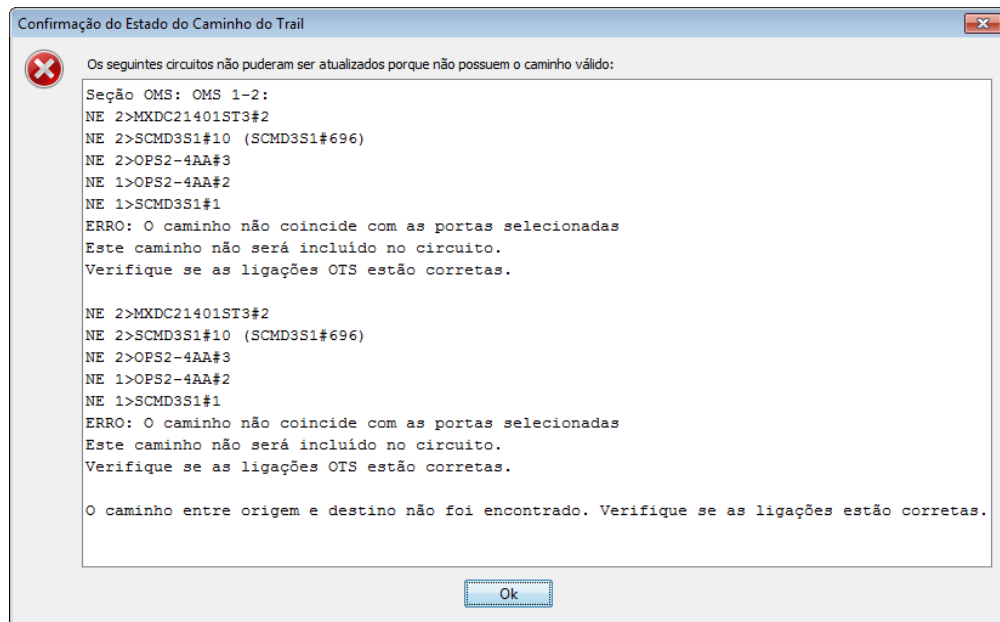 Confirmação do Estado do Caminho do Trail
Os seguintes circuitos não puderam ser atualizados porque não possuem o caminho válido:
Seção OMS: OMS 1-2:
NE 2>MXDC21401ST3#2
NE 2>SCMD3S1#10 (SCMD3S1#696)
NE 2>OPS2-4AA#3
NE 1>OPS2-4AA#2
NE 1>SCMD3S1#1
ERRO: O caminho não coincide com as portas selecionadas
Este caminho não será incluído no circuito.
Verifique se as ligações OTS estão corretas.
NE 2>MXDC21401ST3#2
NE 2>SCMD3S1#10 (SCMD3S1#696)
NE 2>OPS2-4AA#3
NE 1>OPS2-4AA#2
NE 1>SCMD3S1#1
ERRO: O caminho não coincide com as portas selecionadas
Este caminho não será incluído no circuito.
Verifique se as ligações OTS estão corretas.
O caminho entre origem e destino não foi encontrado. Verifique se as ligações estão corretas.
Ok